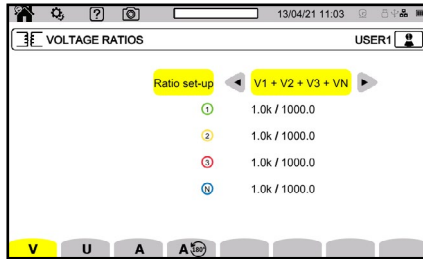 ?
13/04/21 11:03
VOLTAGE RATIOS
USER1
Ratio set-up
V1 + V2 + V3 + VN
1 1.0k / 1000.0
2 1.0k / 1000.0
3 1.0k / 1000.0
N 1.0k / 1000.0
V U A A 180°